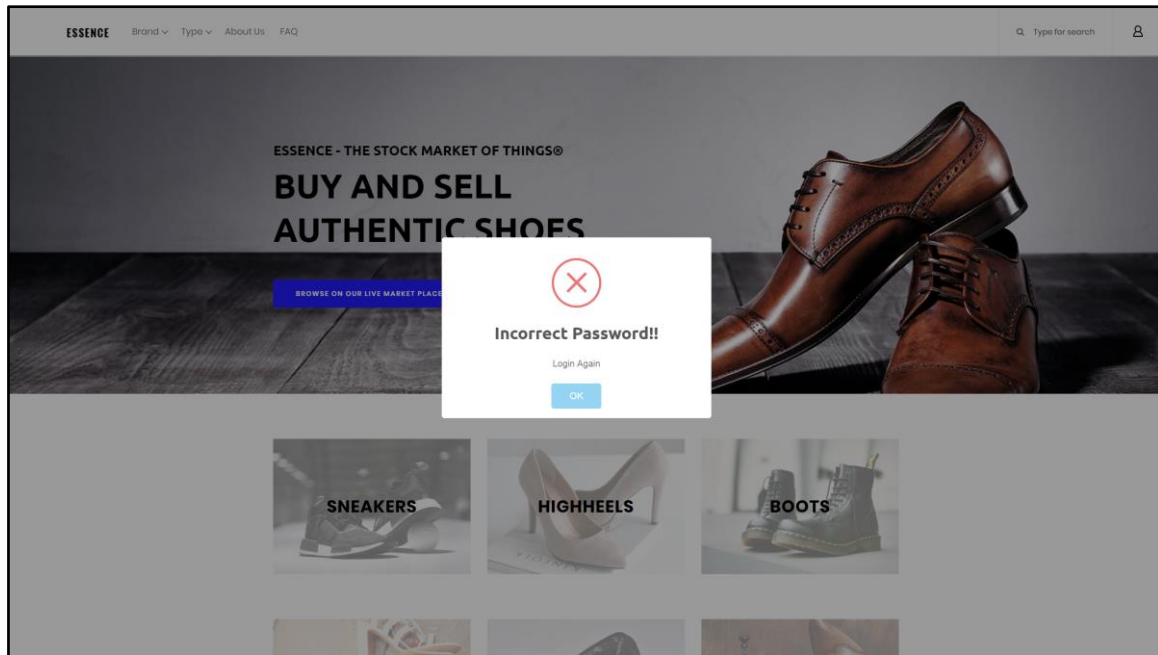 ESSENCE Brand Type About Us FAQ Type for search
ESSENCE - THE STOCK MARKET OF THINGS®
BUY AND SELL
AUTHENTIC SHOES
BROWSE ON OUR LIVE MARKET PLACE
Incorrect Password!!
Login Again
OK
SNEAKERS HIGHHEELS BOOTS